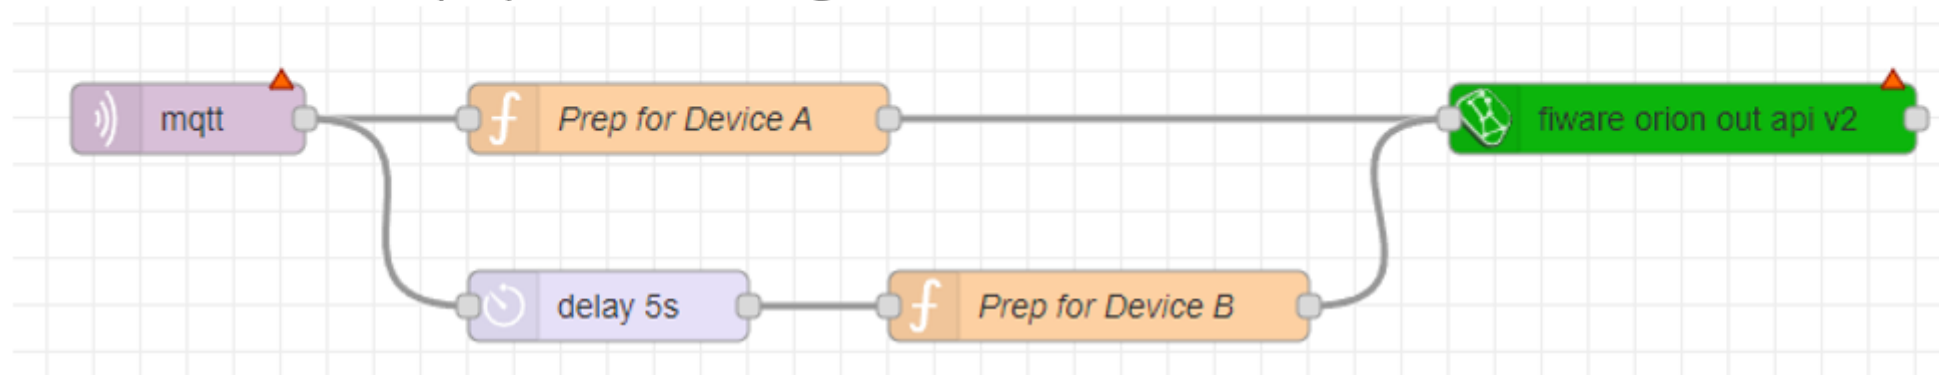 mqtt
Prep for Device A
fiware orion out api v2
delay 5s
Prep for Device B